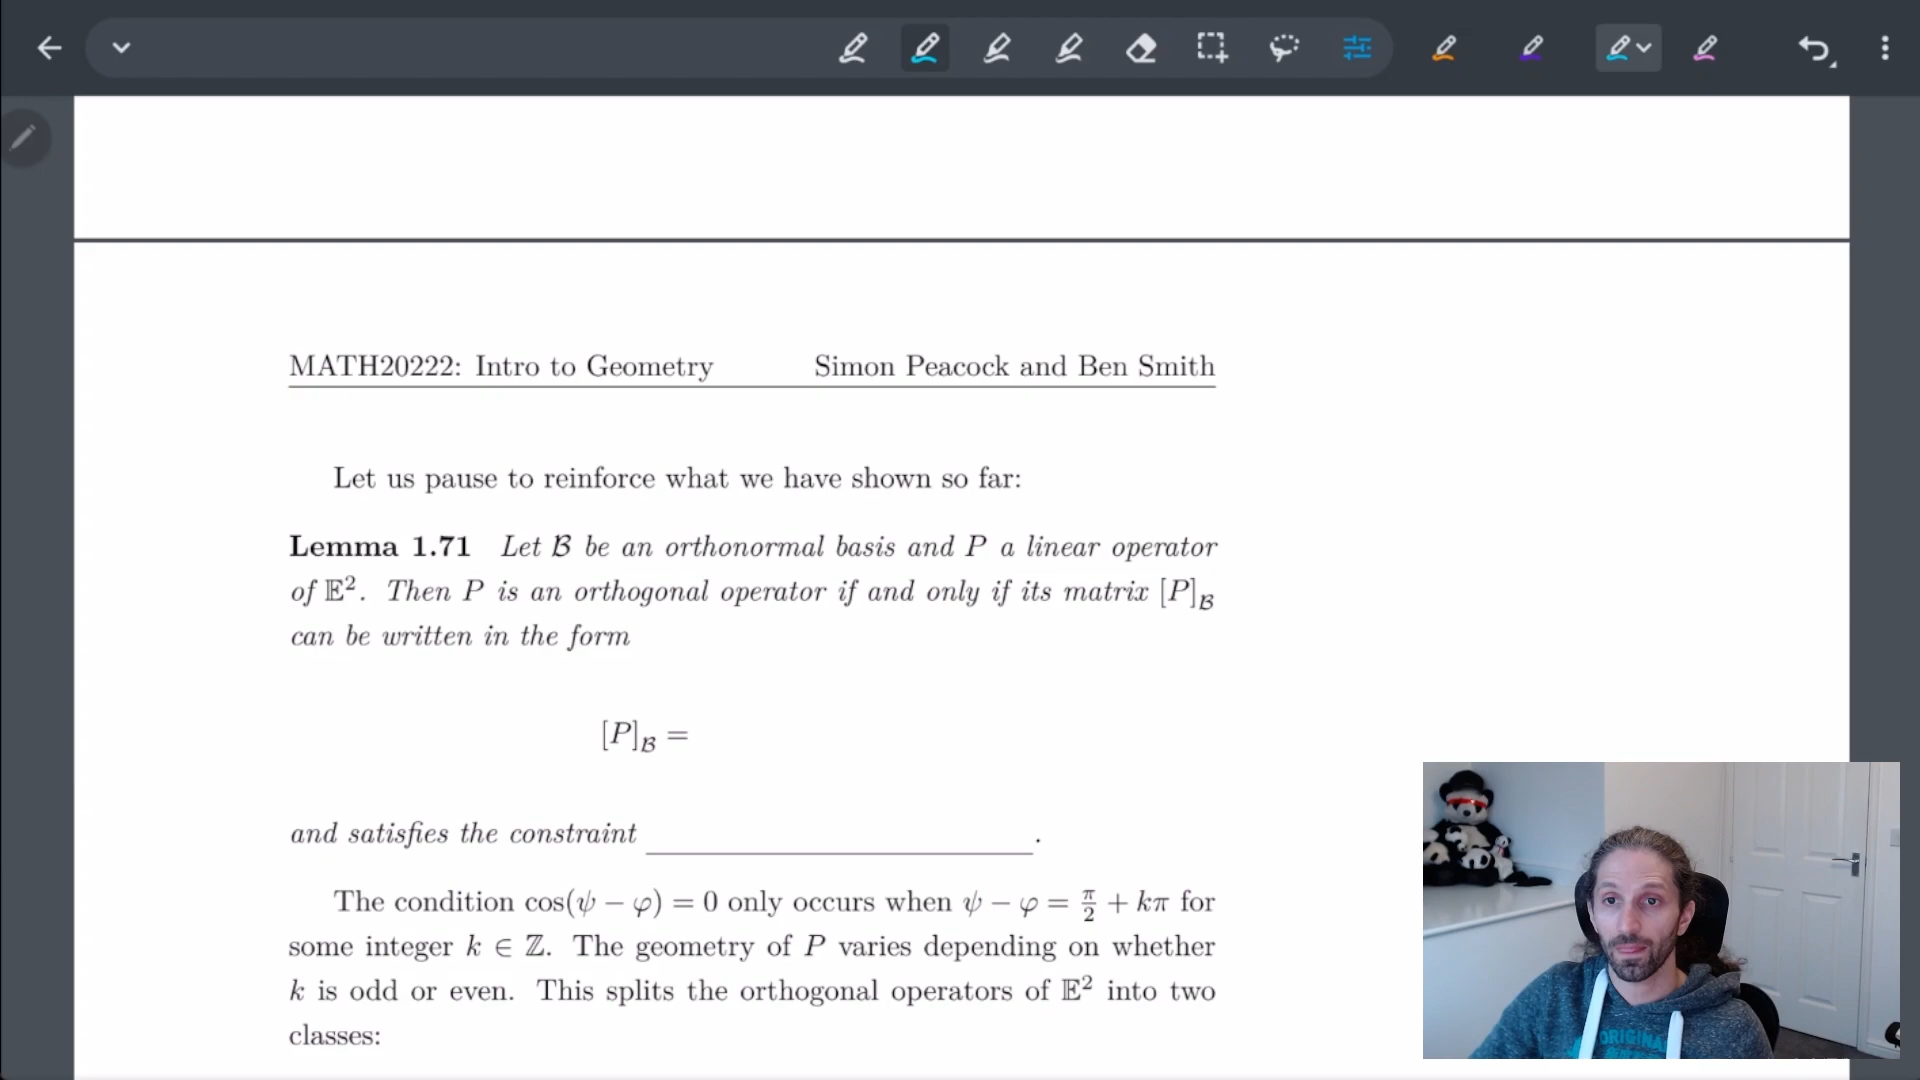 MATH20222: Intro to Geometry Simon Peacock and Ben Smith
Let us pause to reinforce what we have shown so far:
Lemma 1.71 Let ℬ be an orthonormal basis and P a linear operator
of 𝔼². Then P is an orthogonal operator if and only if its matrix [P]_ℬ
can be written in the form
[P]_ℬ =
and satisfies the constraint ____________.
The condition cos(ψ − φ) = 0 only occurs when ψ − φ = π/2 + kπ for
some integer k ∈ ℤ. The geometry of P varies depending on whether
k is odd or even. This splits the orthogonal operators of 𝔼² into two
classes:
ORIGINA